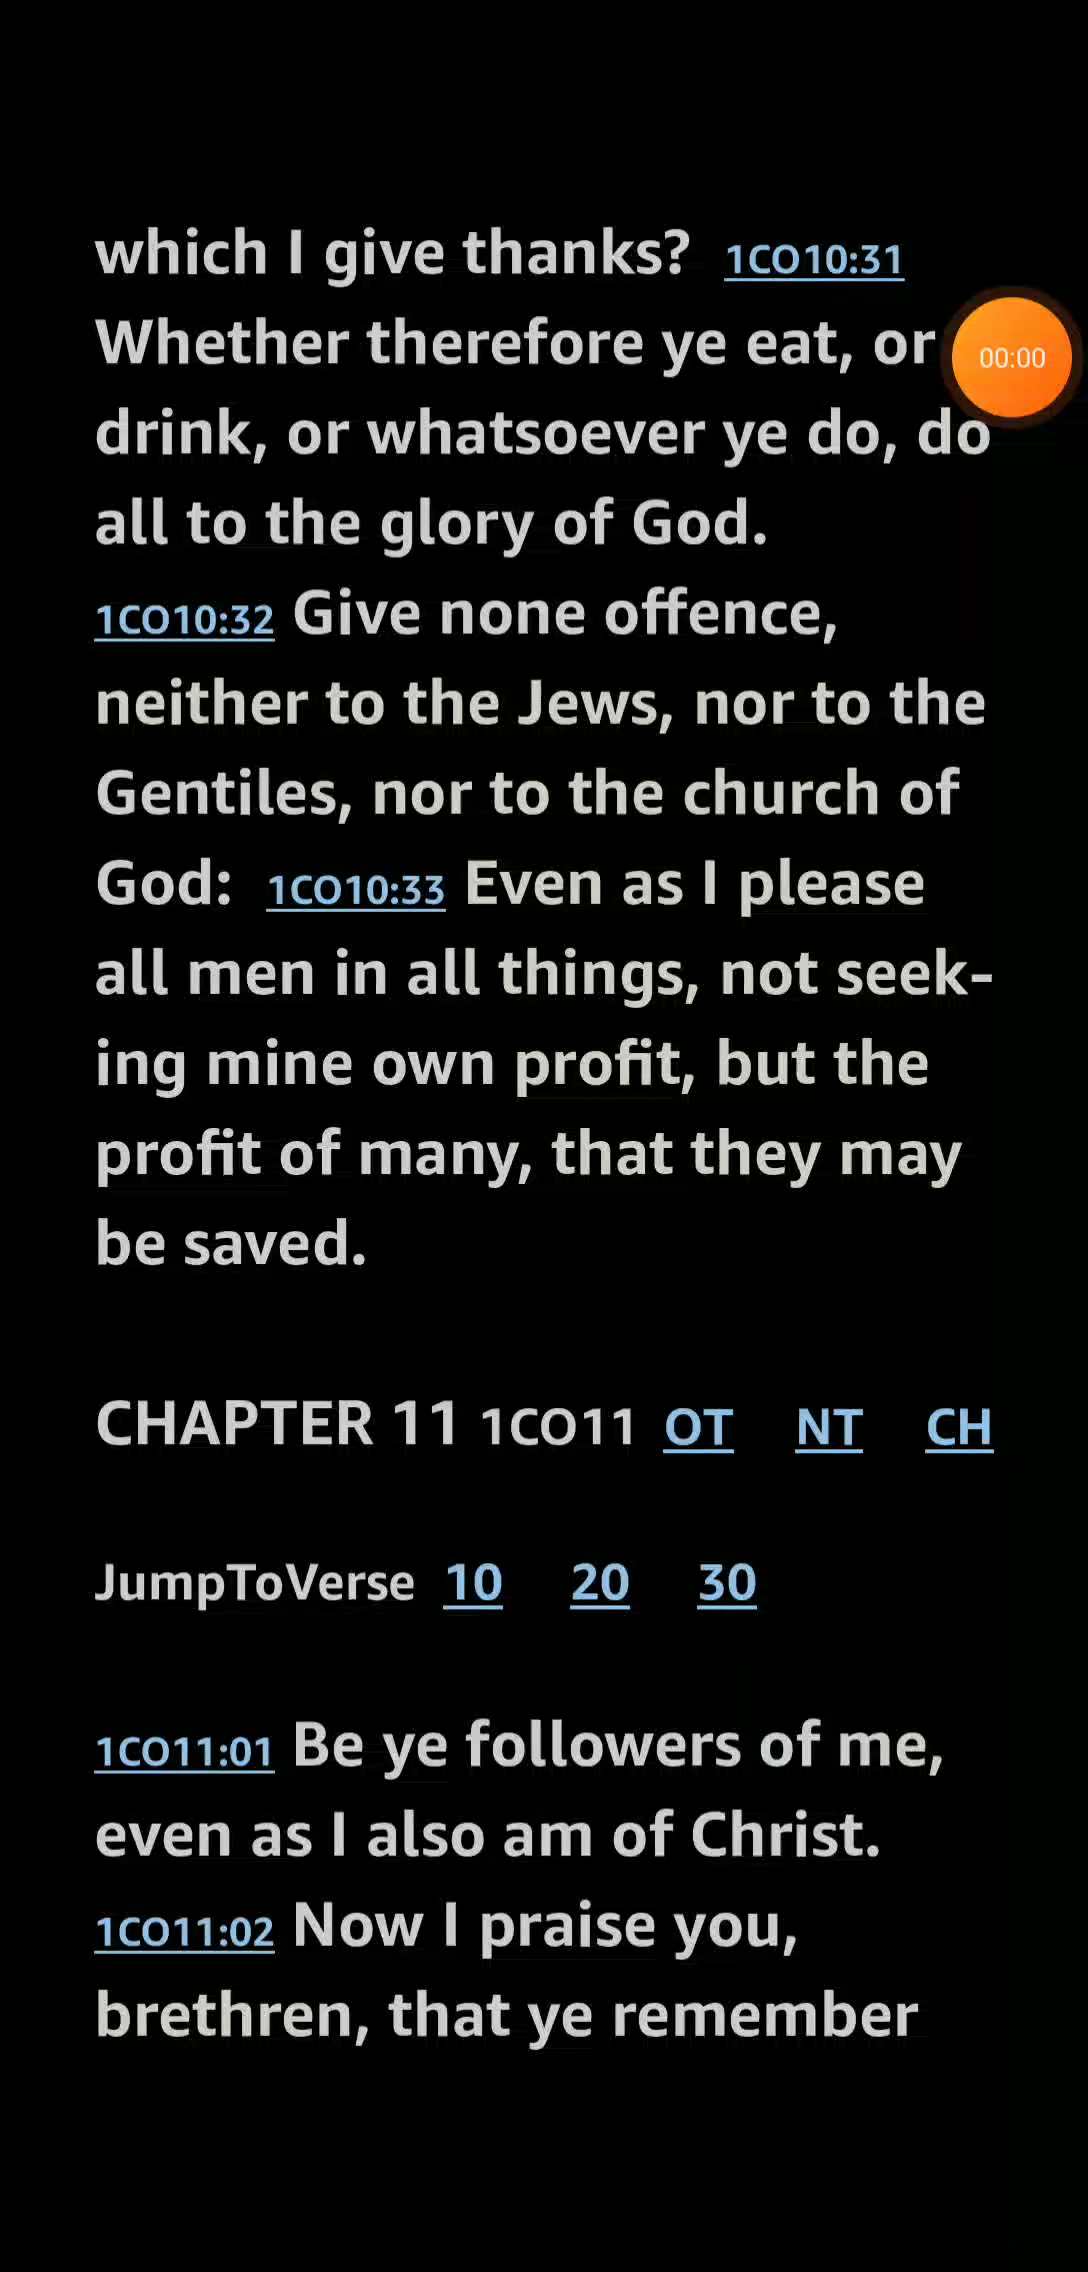 which I give thanks? 1CO10:31
Whether therefore ye eat, or
00:00
drink, or whatsoever ye do, do
all to the glory of God.
1CO10:32 Give none offence,
neither to the Jews, nor to the
Gentiles, nor to the church of
God: 1CO10:33 Even as I please
all men in all things, not seek-
ing mine own profit, but the
profit of many, that they may
be saved.
CHAPTER 11 1CO11 OT NT CH
JumpToVerse 10 20 30
1CO11:01 Be ye followers of me,
even as I also am of Christ.
1CO11:02 Now I praise you,
brethren, that ye remember